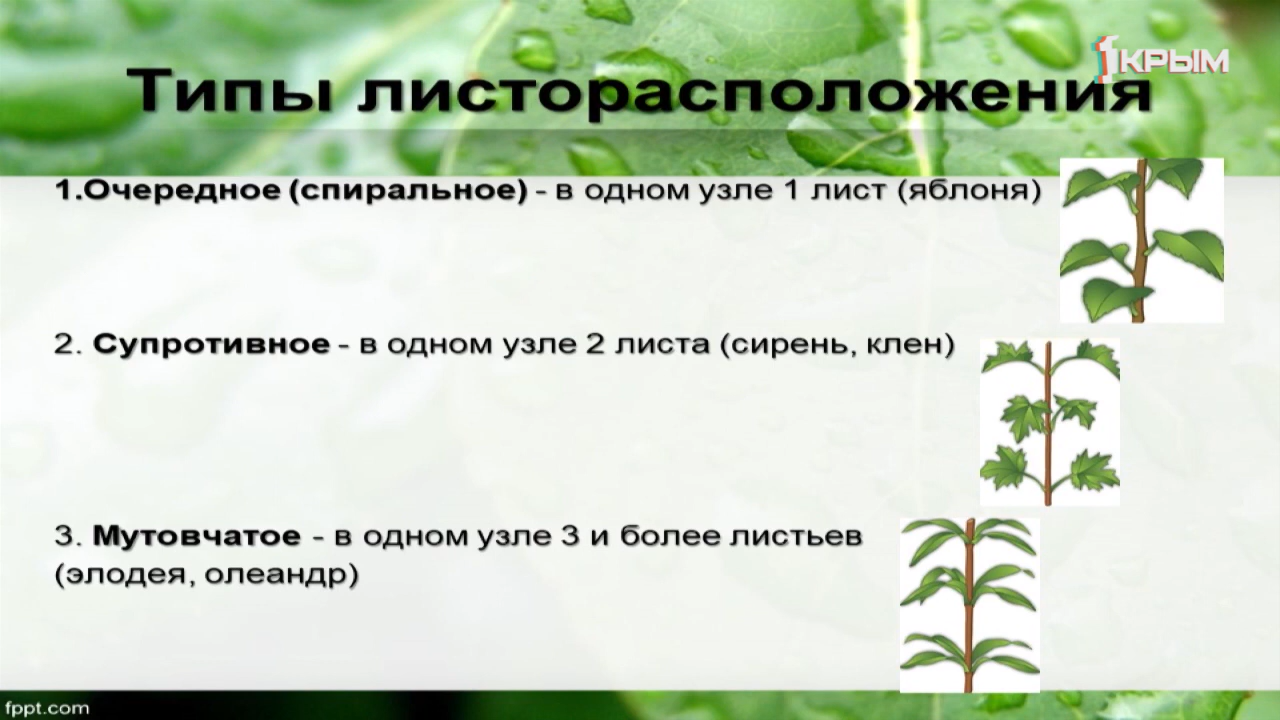 1КРЫМ
Типы листорасположения
1.Очередное (спиральное) - в одном узле 1 лист (яблоня)
2. Супротивное - в одном узле 2 листа (сирень, клен)
3. Мутовчатое - в одном узле 3 и более листьев
(элодея, олеандр)
fppt.com